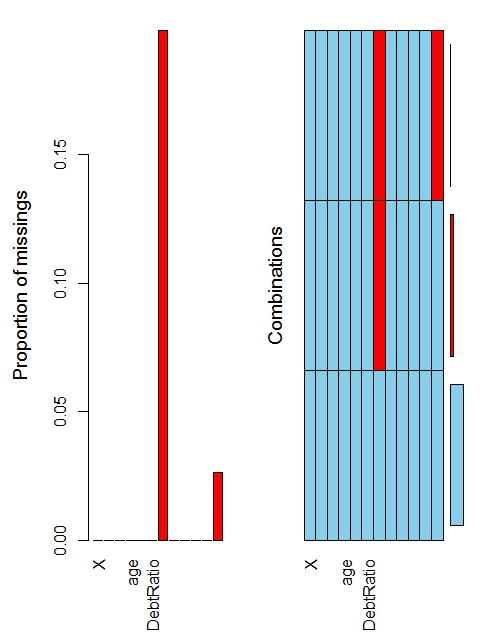 Proportion of missings
0.00
0.05
0.10
0.15
X
age
DebtRatio
Combinations
X
age
DebtRatio